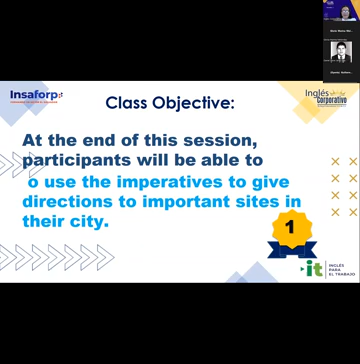 Insaforp
Class Objective:
Inglés
corporativo
At the end of this session,
participants will be able to
o use the imperatives to give
directions to important sites in
their city.
1
it
INGLÉS
PARA
EL TRABAJO